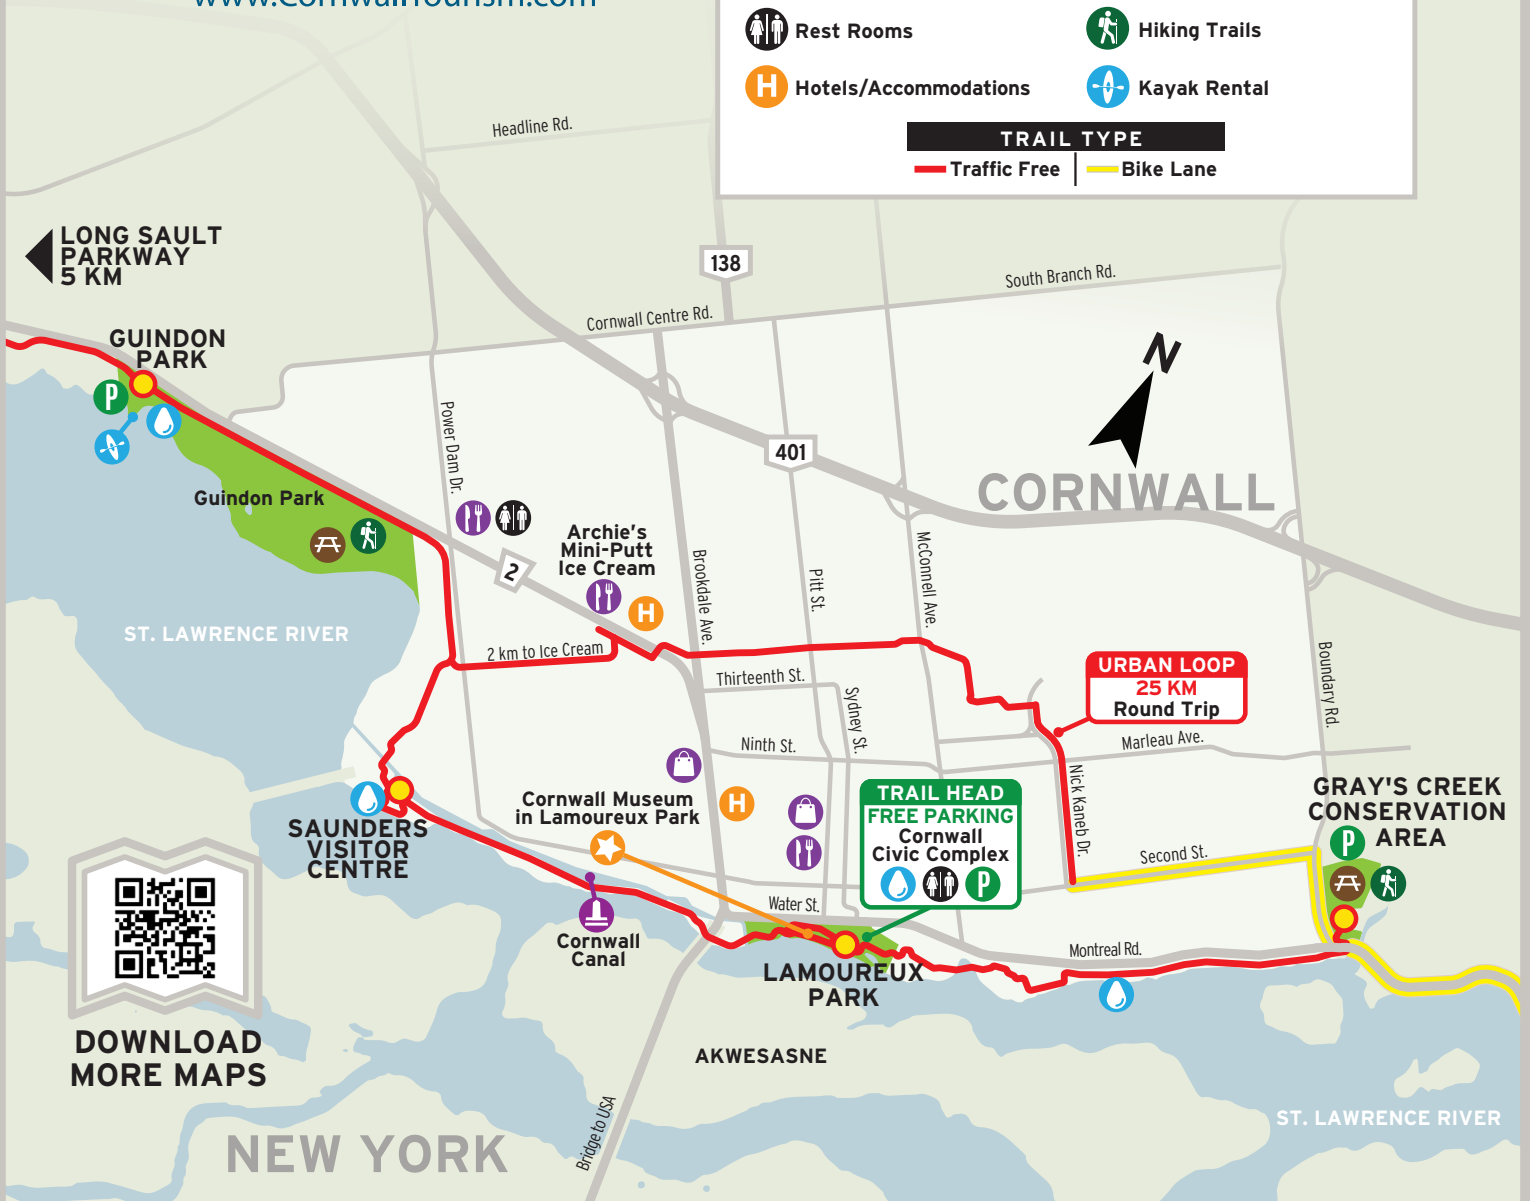 www.CornwallTourism.com
Rest Rooms
Hiking Trails
H
Hotels/Accommodations
Kayak Rental
TRAIL TYPE
Traffic Free
Bike Lane
Headline Rd.
LONG SAULT
PARKWAY
5 KM
138
South Branch Rd.
Cornwall Centre Rd.
GUINDON
PARK
P
N
Power Dam Dr.
401
CORNWALL
Guindon Park
Archie's
Mini-Putt
Ice Cream
2
H
Brookdale Ave.
Pitt St.
McConnell Ave.
ST. LAWRENCE RIVER
2 km to Ice Cream
Thirteenth St.
Sydney St.
URBAN LOOP
25 KM
Round Trip
Boundary Rd.
Ninth St.
Marleau Ave.
Nick Kaneb Dr.
Cornwall Museum
in Lamoureux Park
H
TRAIL HEAD
FREE PARKING
Cornwall
Civic Complex
P
GRAY'S CREEK
CONSERVATION
AREA
P
SAUNDERS
VISITOR
CENTRE
Second St.
Water St.
Cornwall
Canal
Montreal Rd.
LAMOUREUX
PARK
DOWNLOAD
MORE MAPS
AKWESASNE
Bridge to USA
NEW YORK
ST. LAWRENCE RIVER